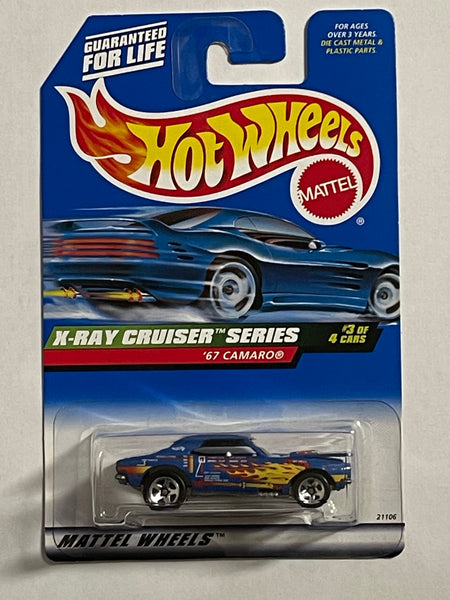 GUARANTEED
FOR LIFE
FOR AGES
OVER 3 YEARS
DIE CAST METAL &
PLASTIC PARTS
HOT WHEELS
MATTEL
®
X-RAY CRUISER™ SERIES
'67 CAMARO®
#3 OF
4 CARS
21106
MATTEL WHEELS™